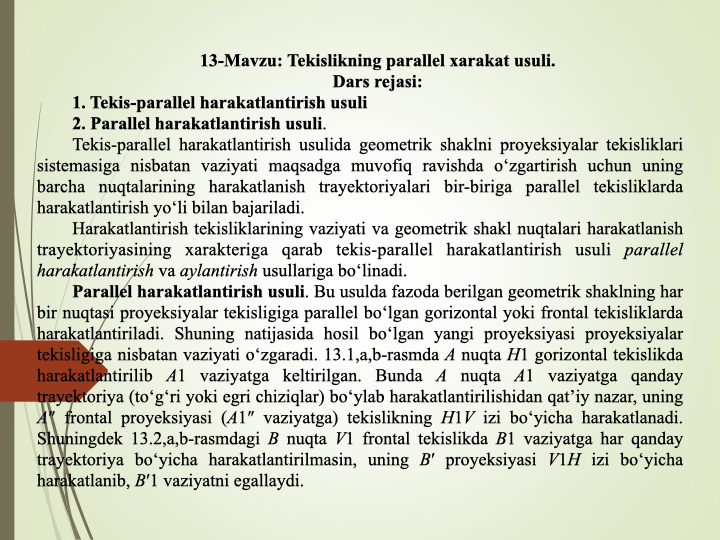 13-Mavzu: Tekislikning parallel xarakat usuli.
Dars rejasi:
1. Tekis-parallel harakatlantirish usuli
2. Parallel harakatlantirish usuli.
Tekis-parallel harakatlantirish usulida geometrik shaklni proyeksiyalar tekisliklari
sistemasiga nisbatan vaziyati maqsadga muvofiq ravishda o‘zgartirish uchun uning
barcha nuqtalarining harakatlanish trayektoriyalari bir-biriga parallel tekisliklarda
harakatlantirish yo‘li bilan bajariladi.
Harakatlantirish tekisliklarining vaziyati va geometrik shakl nuqtalari harakatlanish
trayektoriyasining xarakteriga qarab tekis-parallel harakatlantirish usuli parallel
harakatlantirish va aylantirish usullariga bo‘linadi.
Parallel harakatlantirish usuli. Bu usulda fazoda berilgan geometrik shaklning har
bir nuqtasi proyeksiyalar tekisligiga parallel bo‘lgan gorizontal yoki frontal tekisliklarda
harakatlantiriladi. Shuning natijasida hosil bo‘lgan yangi proyeksiyasi proyeksiyalar
tekisligiga nisbatan vaziyati o‘zgaradi. 13.1,a,b-rasmda A nuqta H1 gorizontal tekislikda
harakatlantirilib A1 vaziyatga keltirilgan. Bunda A nuqta A1 vaziyatga qanday
trayektoriya (to‘g‘ri yoki egri chiziqlar) bo‘ylab harakatlantirilishidan qat’iy nazar, uning
A″ frontal proyeksiyasi (A1″ vaziyatga) tekislikning H1V izi bo‘yicha harakatlanadi.
Shuningdek 13.2,a,b-rasmdagi B nuqta V1 frontal tekislikda B1 vaziyatga har qanday
trayektoriya bo‘yicha harakatlantirilmasin, uning B′ proyeksiyasi V1H izi bo‘yicha
harakatlanib, B′1 vaziyatni egallaydi.